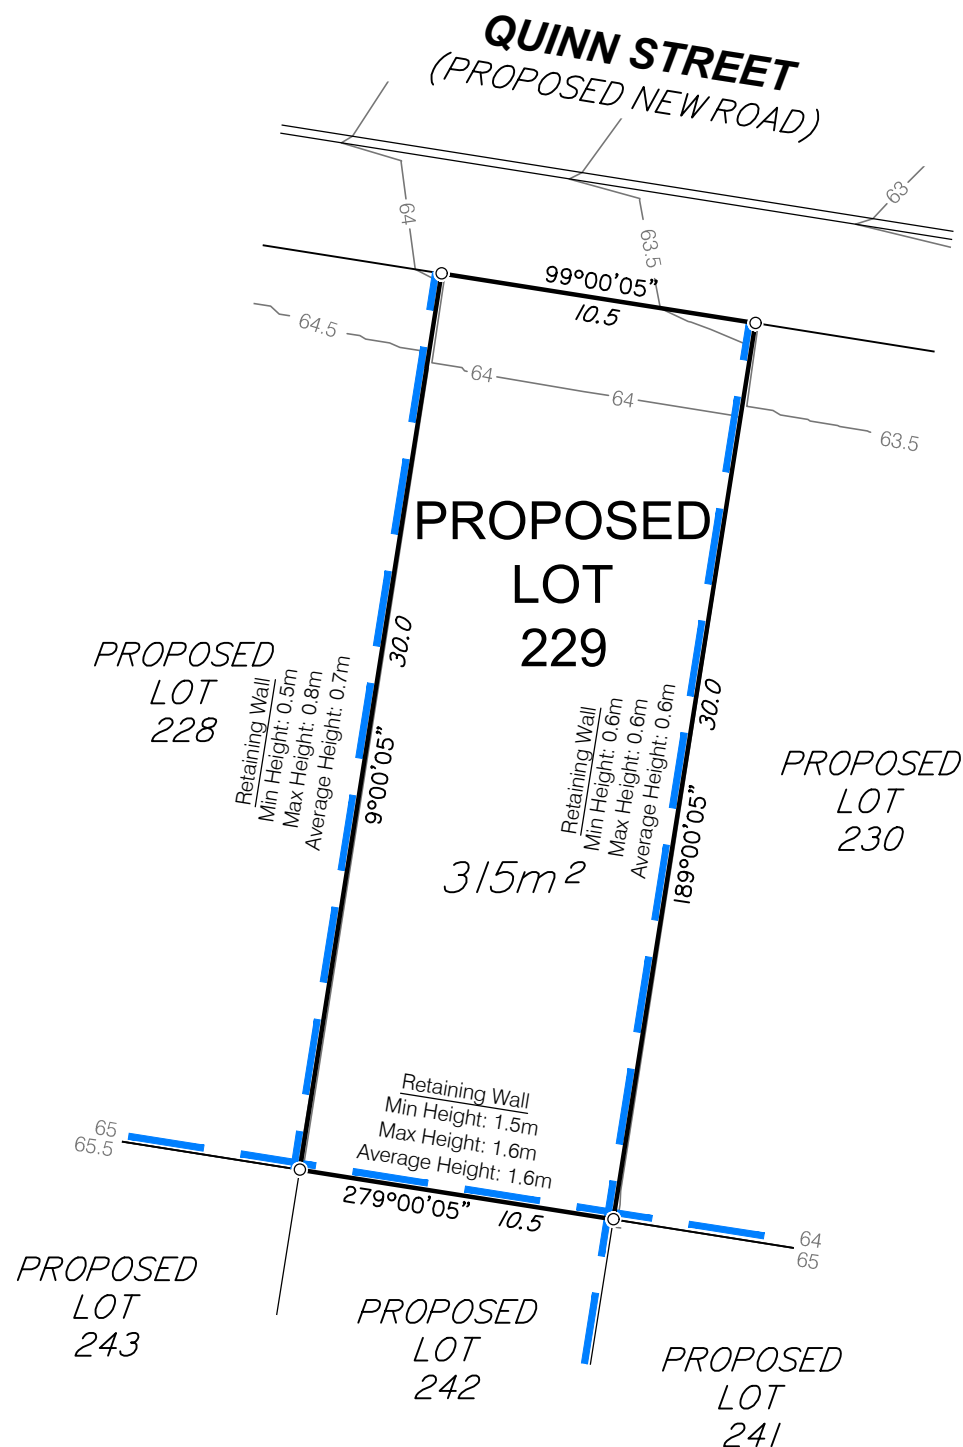 QUINN STREET
(PROPOSED NEW ROAD)
63
64
63.5
99°00'05"
10.5
64.5
64
64
63.5
PROPOSED
LOT
229
30.0
9°00'05"
30.0
189°00'05"
PROPOSED
LOT
228
Retaining Wall
Min Height: 0.5m
Max Height: 0.8m
Average Height: 0.7m
Retaining Wall
Min Height: 0.6m
Max Height: 0.6m
Average Height: 0.6m
PROPOSED
LOT
230
315m²
Retaining Wall
Min Height: 1.5m
Max Height: 1.6m
Average Height: 1.6m
65
65.5
279°00'05"
10.5
64
65
PROPOSED
LOT
243
PROPOSED
LOT
242
PROPOSED
LOT
241